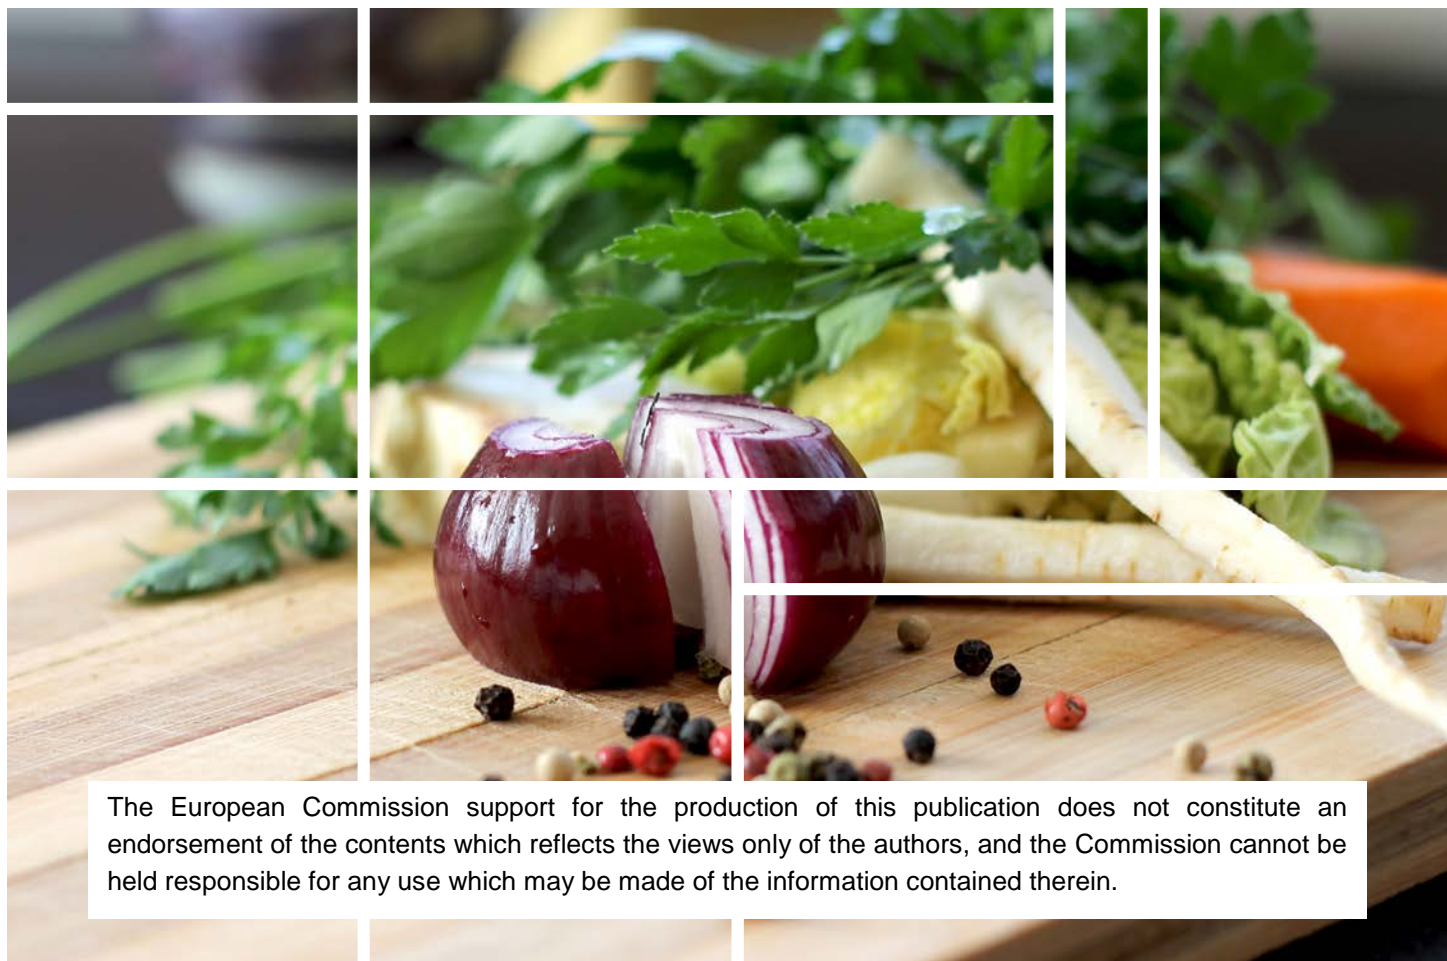 The European Commission support for the production of this publication does not constitute an
endorsement of the contents which reflects the views only of the authors, and the Commission cannot be
held responsible for any use which may be made of the information contained therein.